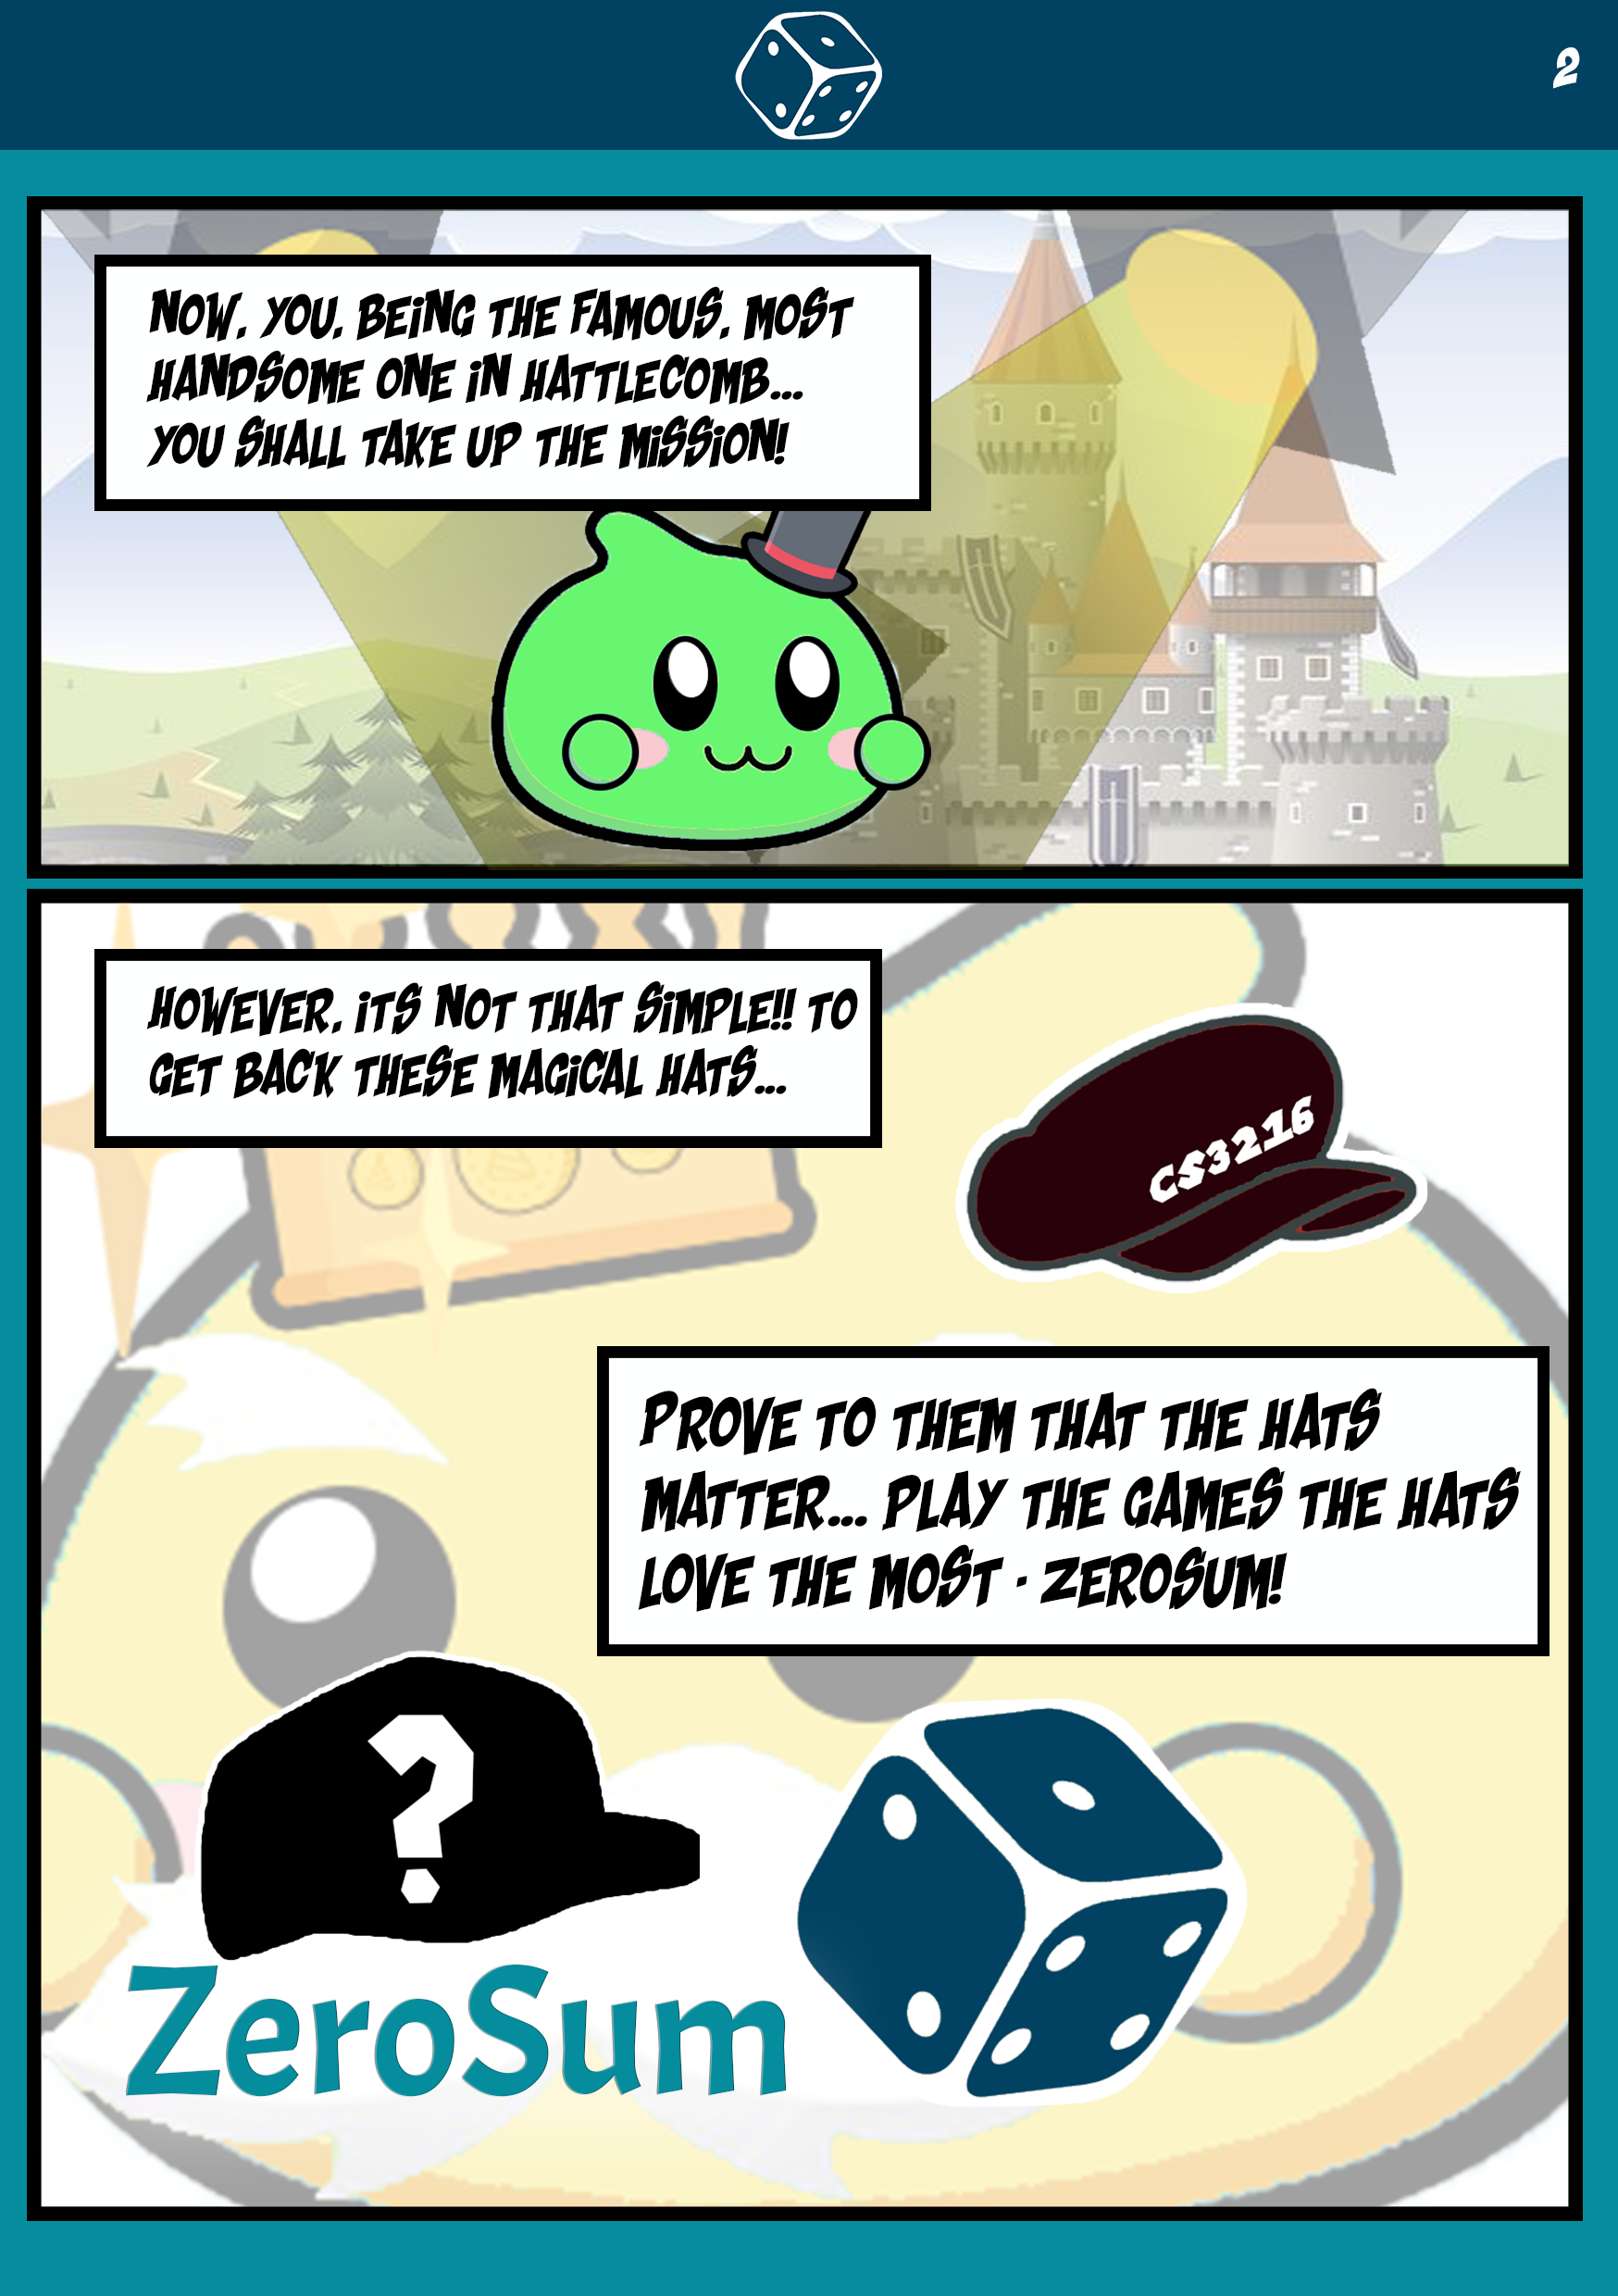 2
NOW, YOU, BEING THE FAMOUS, MOST
HANDSOME ONE IN HATTLECOMB...
YOU SHALL TAKE UP THE MISSION!
HOWEVER, ITS NOT THAT SIMPLE!! TO
GET BACK THESE MAGICAL HATS...
CS3216
PROVE TO THEM THAT THE HATS
MATTER... PLAY THE GAMES THE HATS
LOVE THE MOST - ZEROSUM!
?
ZeroSum